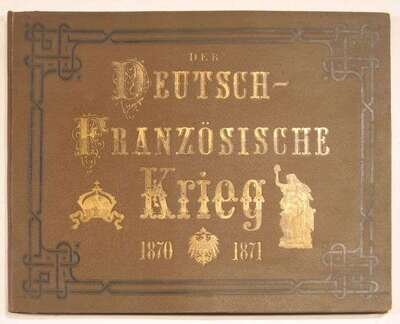 DER
DEUTSCH-
FRANZÖSISCHE
Krieg
1870 1871